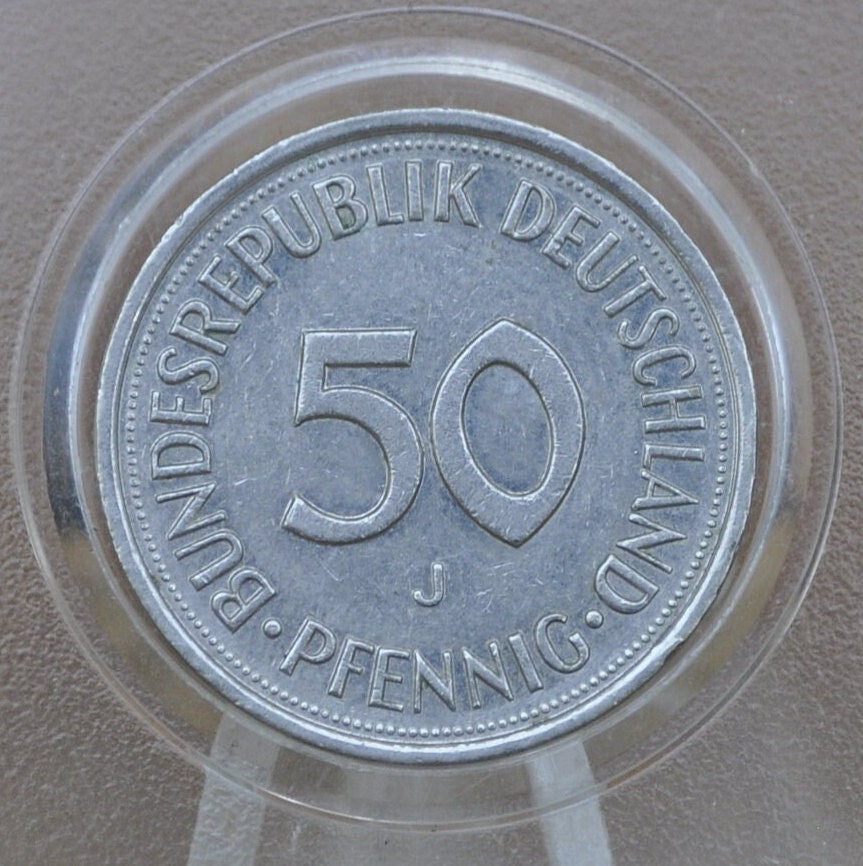 BUNDESREPUBLIK DEUTSCHLAND
50
J
· PFENNIG ·